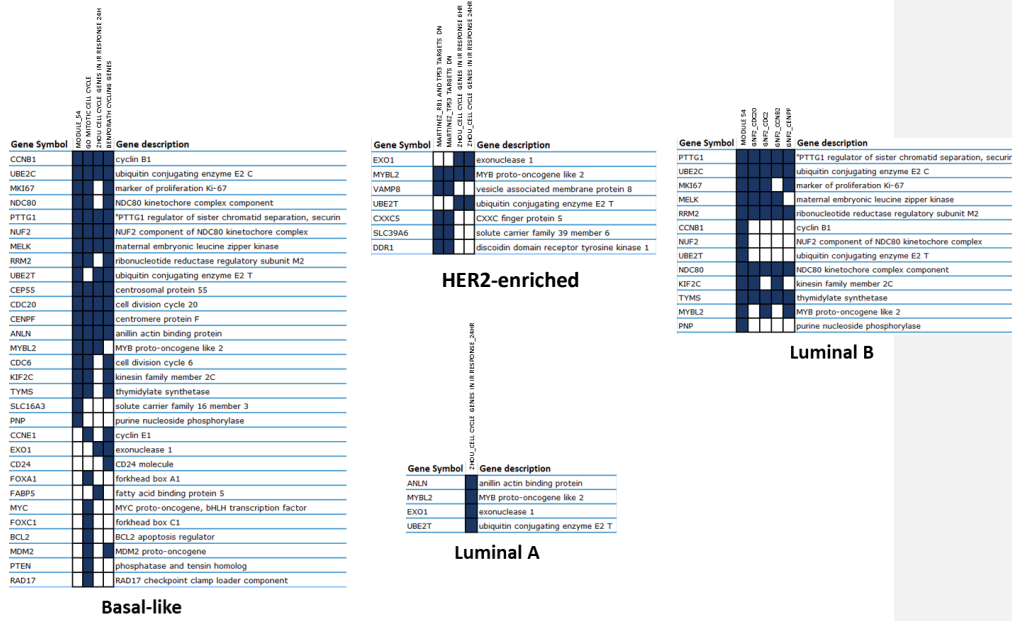 MODULE_54
GO MITOTIC CELL CYCLE
ZHOU CELL CYCLE GENES IN IR RESPONSE 24H
BENPORATH CYCLING GENES
Gene Symbol Gene description
CCNB1 cyclin B1
UBE2C ubiquitin conjugating enzyme E2 C
MKI67 marker of proliferation Ki-67
NDC80 NDC80 kinetochore complex component
PTTG1 "PTTG1 regulator of sister chromatid separation, securin
NUF2 NUF2 component of NDC80 kinetochore complex
MELK maternal embryonic leucine zipper kinase
RRM2 ribonucleotide reductase regulatory subunit M2
UBE2T ubiquitin conjugating enzyme E2 T
CEP55 centrosomal protein 55
CDC20 cell division cycle 20
CENPF centromere protein F
ANLN anillin actin binding protein
MYBL2 MYB proto-oncogene like 2
CDC6 cell division cycle 6
KIF2C kinesin family member 2C
TYMS thymidylate synthetase
SLC16A3 solute carrier family 16 member 3
PNP purine nucleoside phosphorylase
CCNE1 cyclin E1
EXO1 exonuclease 1
CD24 CD24 molecule
FOXA1 forkhead box A1
FABP5 fatty acid binding protein 5
MYC MYC proto-oncogene, bHLH transcription factor
FOXC1 forkhead box C1
BCL2 BCL2 apoptosis regulator
MDM2 MDM2 proto-oncogene
PTEN phosphatase and tensin homolog
RAD17 RAD17 checkpoint clamp loader component
Basal-like
MARTINEZ_RB1 AND TP53 TARGETS DN
MARTINEZ_TP53 TARGETS DN
ZHOU_CELL CYCLE GENES IN IR RESPONSE 6HR
ZHOU_CELL CYCLE GENES IN IR RESPONSE 24HR
Gene Symbol Gene description
EXO1 exonuclease 1
MYBL2 MYB proto-oncogene like 2
VAMP8 vesicle associated membrane protein 8
UBE2T ubiquitin conjugating enzyme E2 T
CXXC5 CXXC finger protein 5
SLC39A6 solute carrier family 39 member 6
DDR1 discoidin domain receptor tyrosine kinase 1
HER2-enriched
ZHOU_CELL CYCLE GENES IN IR RESPONSE_24HR
Gene Symbol Gene description
ANLN anillin actin binding protein
MYBL2 MYB proto-oncogene like 2
EXO1 exonuclease 1
UBE2T ubiquitin conjugating enzyme E2 T
Luminal A
MODULE 54
GNF2_CDC20
GNF2_CDC2
GNF2_CCNB2
GNF2_CENPF
Gene Symbol Gene description
PTTG1 "PTTG1 regulator of sister chromatid separation, securin
UBE2C ubiquitin conjugating enzyme E2 C
MKI67 marker of proliferation Ki-67
MELK maternal embryonic leucine zipper kinase
RRM2 ribonucleotide reductase regulatory subunit M2
CCNB1 cyclin B1
NUF2 NUF2 component of NDC80 kinetochore complex
UBE2T ubiquitin conjugating enzyme E2 T
NDC80 NDC80 kinetochore complex component
KIF2C kinesin family member 2C
TYMS thymidylate synthetase
MYBL2 MYB proto-oncogene like 2
PNP purine nucleoside phosphorylase
Luminal B